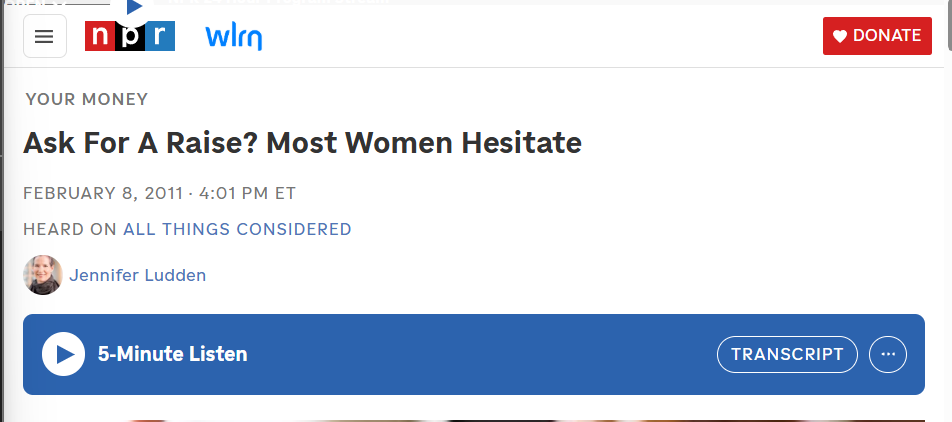 npr wlrn
DONATE
YOUR MONEY
Ask For A Raise? Most Women Hesitate
FEBRUARY 8, 2011 · 4:01 PM ET
HEARD ON ALL THINGS CONSIDERED
Jennifer Ludden
5-Minute Listen
TRANSCRIPT